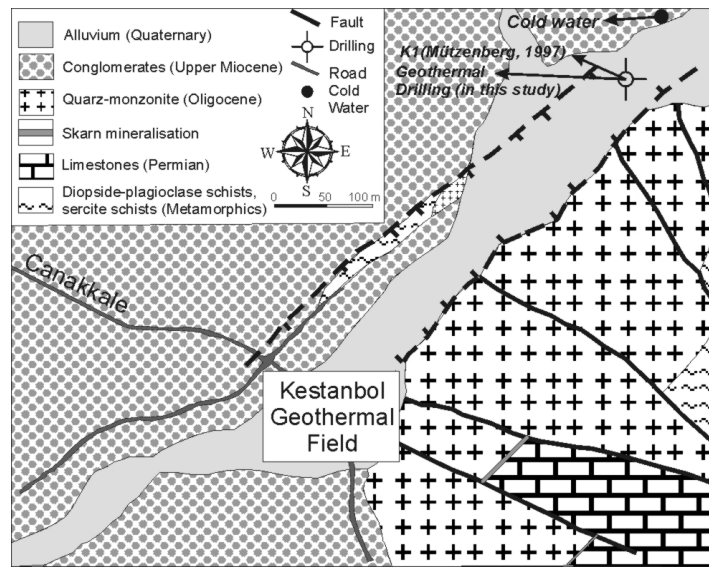 Alluvium (Quaternary)
Conglomerates (Upper Miocene)
Quarz-monzonite (Oligocene)
Skarn mineralisation
Limestones (Permian)
Diopside-plagioclase schists,
sercite schists (Metamorphics)
Fault
Drilling
Road
Cold
Water
N
W
E
S
0
50
100 m
Cold water
K1(Mützenberg, 1997)
Geothermal
Drilling (in this study)
Canakkale
Kestanbol
Geothermal
Field